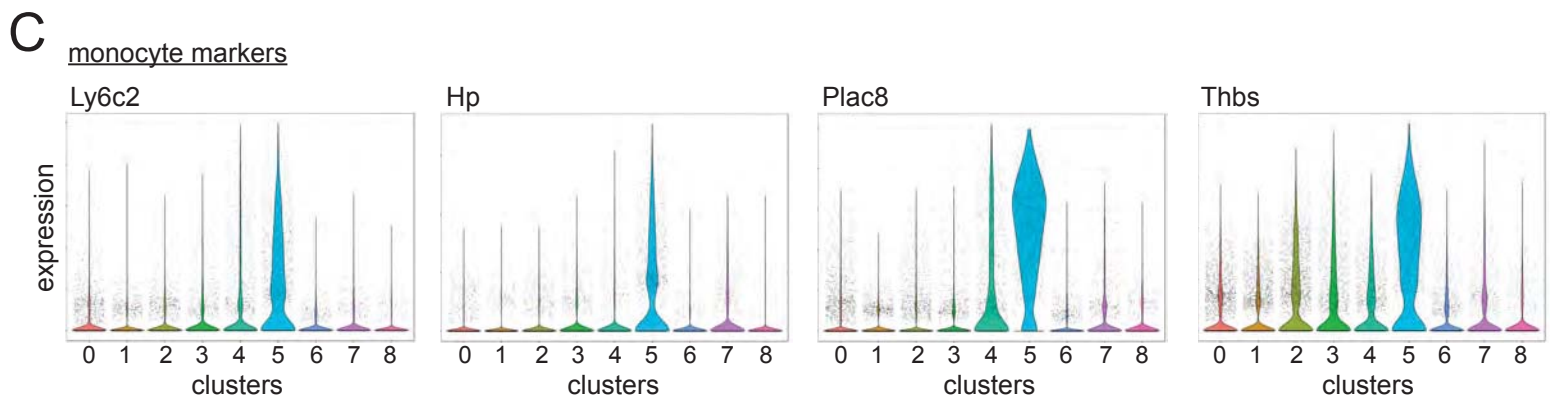 C
monocyte markers
Ly6c2
Hp
Plac8
Thbs
expression
0 1 2 3 4 5 6 7 8
0 1 2 3 4 5 6 7 8
0 1 2 3 4 5 6 7 8
0 1 2 3 4 5 6 7 8
clusters
clusters
clusters
clusters